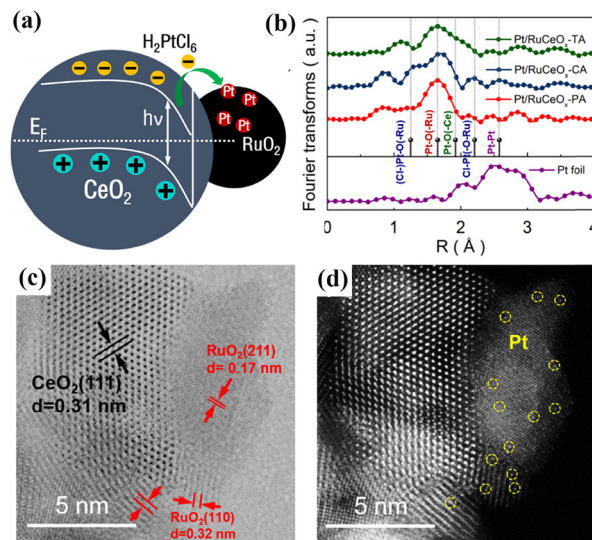 (a)
H₂PtCl₆
Pt
Pt
Pt
Pt
RuO₂
hν
E_F
CeO₂
(b)
Fourier transforms (a.u.)
Pt/RuCeOₓ-TA
Pt/RuCeOₓ-CA
Pt/RuCeOₓ-PA
(Cl-)Pt-O(-Ru)
Pt-O(-Ru)
Pt-O(-Ce)
Cl-Pt(-O-Ru)
Pt-Pt
Pt foil
0 1 2 3 4
R ( Å )
(c)
CeO₂(111)
d=0.31 nm
RuO₂(211)
d= 0.17 nm
5 nm
RuO₂(110)
d=0.32 nm
(d)
Pt
5 nm